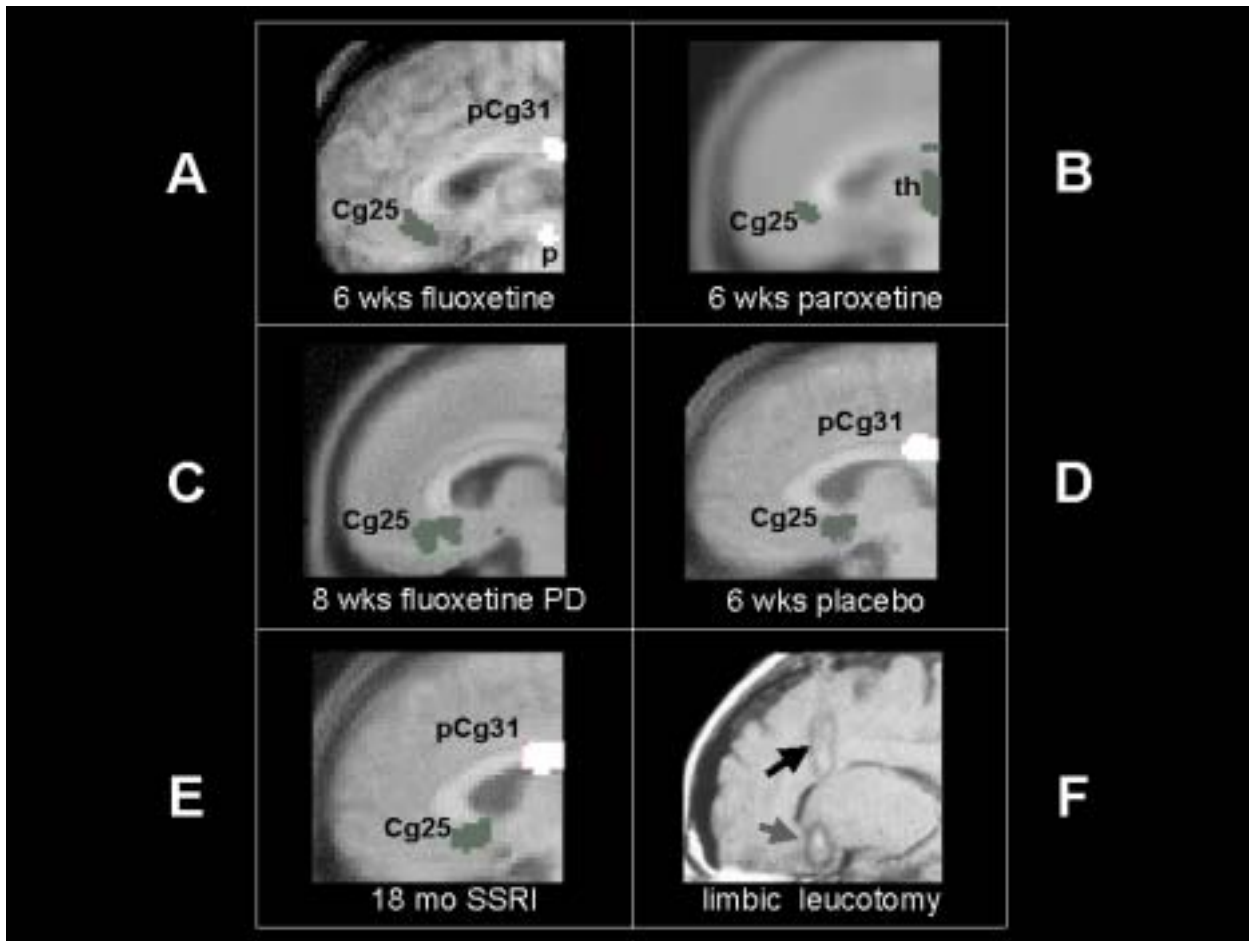 A
pCg31
Cg25
p
6 wks fluoxetine
B
th
Cg25
6 wks paroxetine
C
Cg25
8 wks fluoxetine PD
D
pCg31
Cg25
6 wks placebo
E
pCg31
Cg25
18 mo SSRI
F
limbic leucotomy